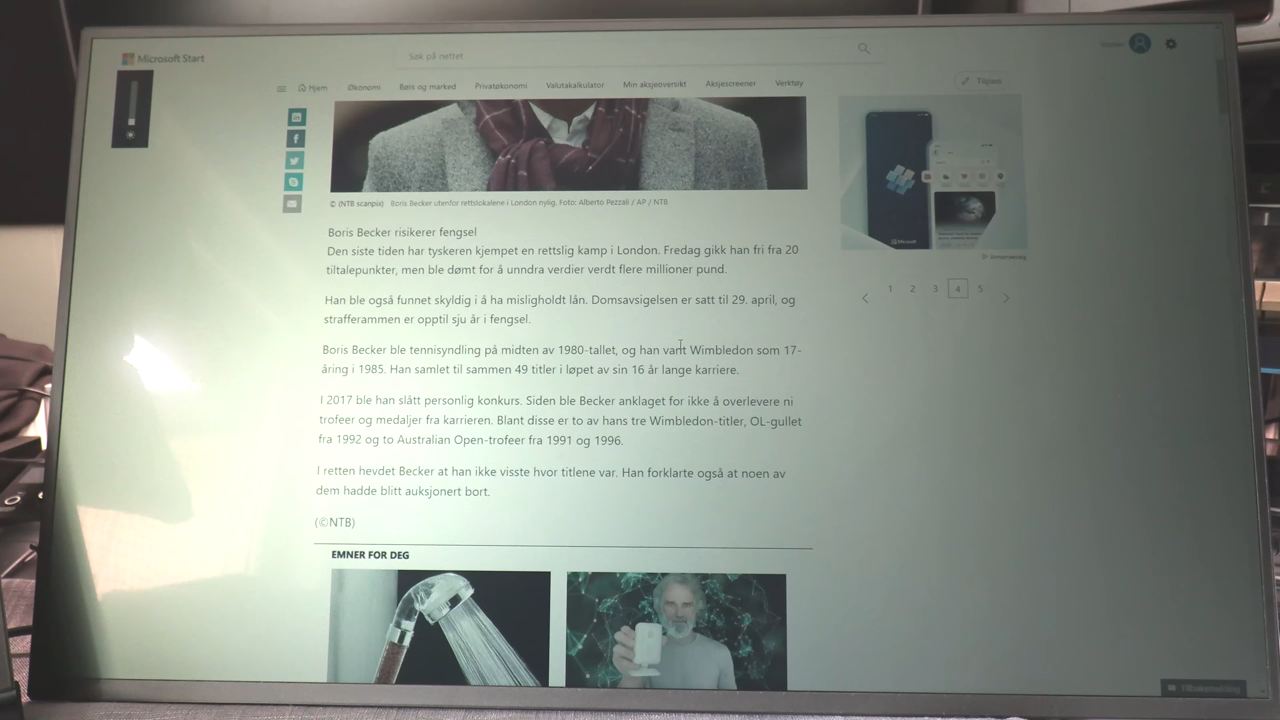 Microsoft Start
Søk på nettet
Hjem Økonomi Børs og marked Privatøkonomi Valutakalkulator Min aksjeoversikt Aksjescreener Verktøy
Tilpass
© (NTB scanpix) Boris Becker utenfor rettslokalene i London nylig. Foto: Alberto Pezzali / AP / NTB
Boris Becker risikerer fengsel
Den siste tiden har tyskeren kjempet en rettslig kamp i London. Fredag gikk han fri fra 20
tiltalepunkter, men ble dømt for å unndra verdier verdt flere millioner pund.
Han ble også funnet skyldig i å ha misligholdt lån. Domsavsigelsen er satt til 29. april, og
strafferammen er opptil sju år i fengsel.
Boris Becker ble tennisyndling på midten av 1980-tallet, og han vant Wimbledon som 17-
åring i 1985. Han samlet til sammen 49 titler i løpet av sin 16 år lange karriere.
I 2017 ble han slått personlig konkurs. Siden ble Becker anklaget for ikke å overlevere ni
trofeer og medaljer fra karrieren. Blant disse er to av hans tre Wimbledon-titler, OL-gullet
fra 1992 og to Australian Open-trofeer fra 1991 og 1996.
I retten hevdet Becker at han ikke visste hvor titlene var. Han forklarte også at noen av
dem hadde blitt auksjonert bort.
(©NTB)
EMNER FOR DEG
Microsoft
1 2 3 4 5
Tilbakemelding